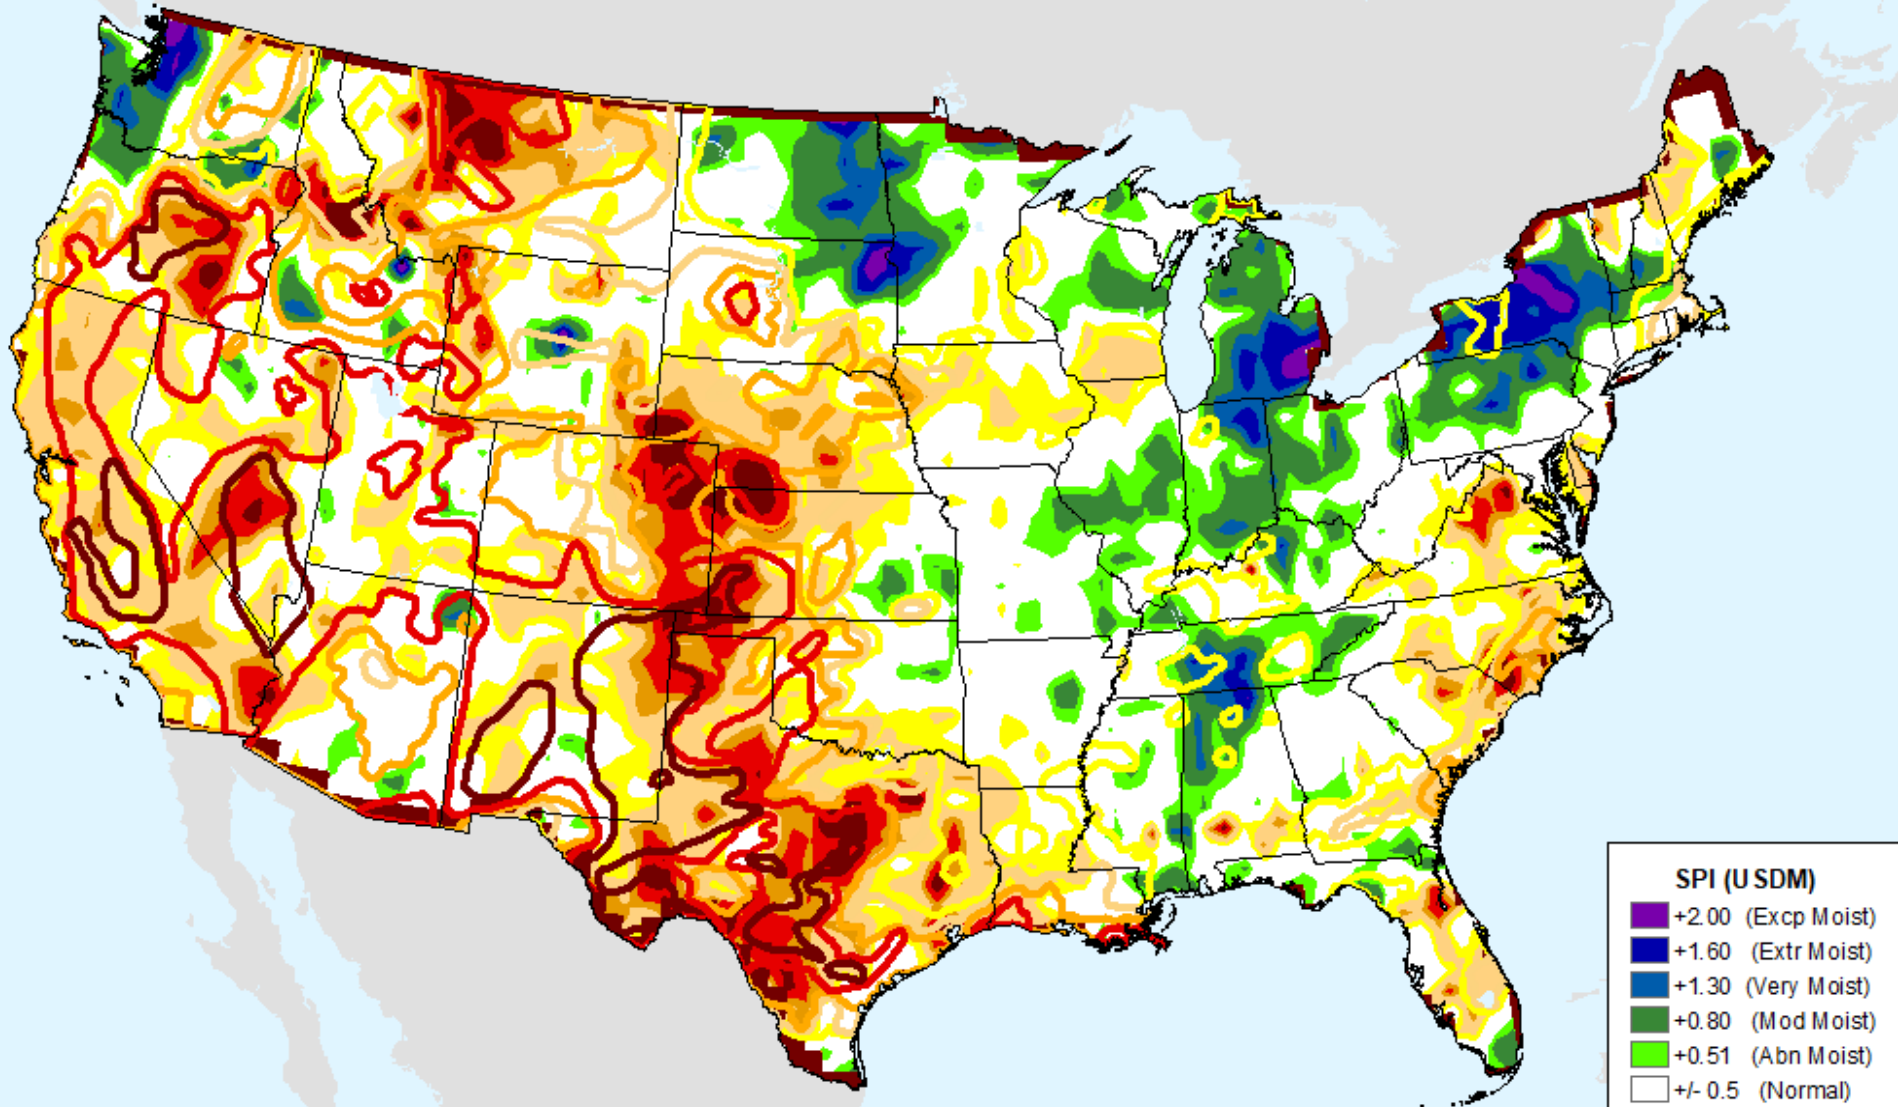 SPI (USDM)
+2.00 (Excp Moist)
+1.60 (Extr Moist)
+1.30 (Very Moist)
+0.80 (Mod Moist)
+0.51 (Abn Moist)
+/- 0.5 (Normal)